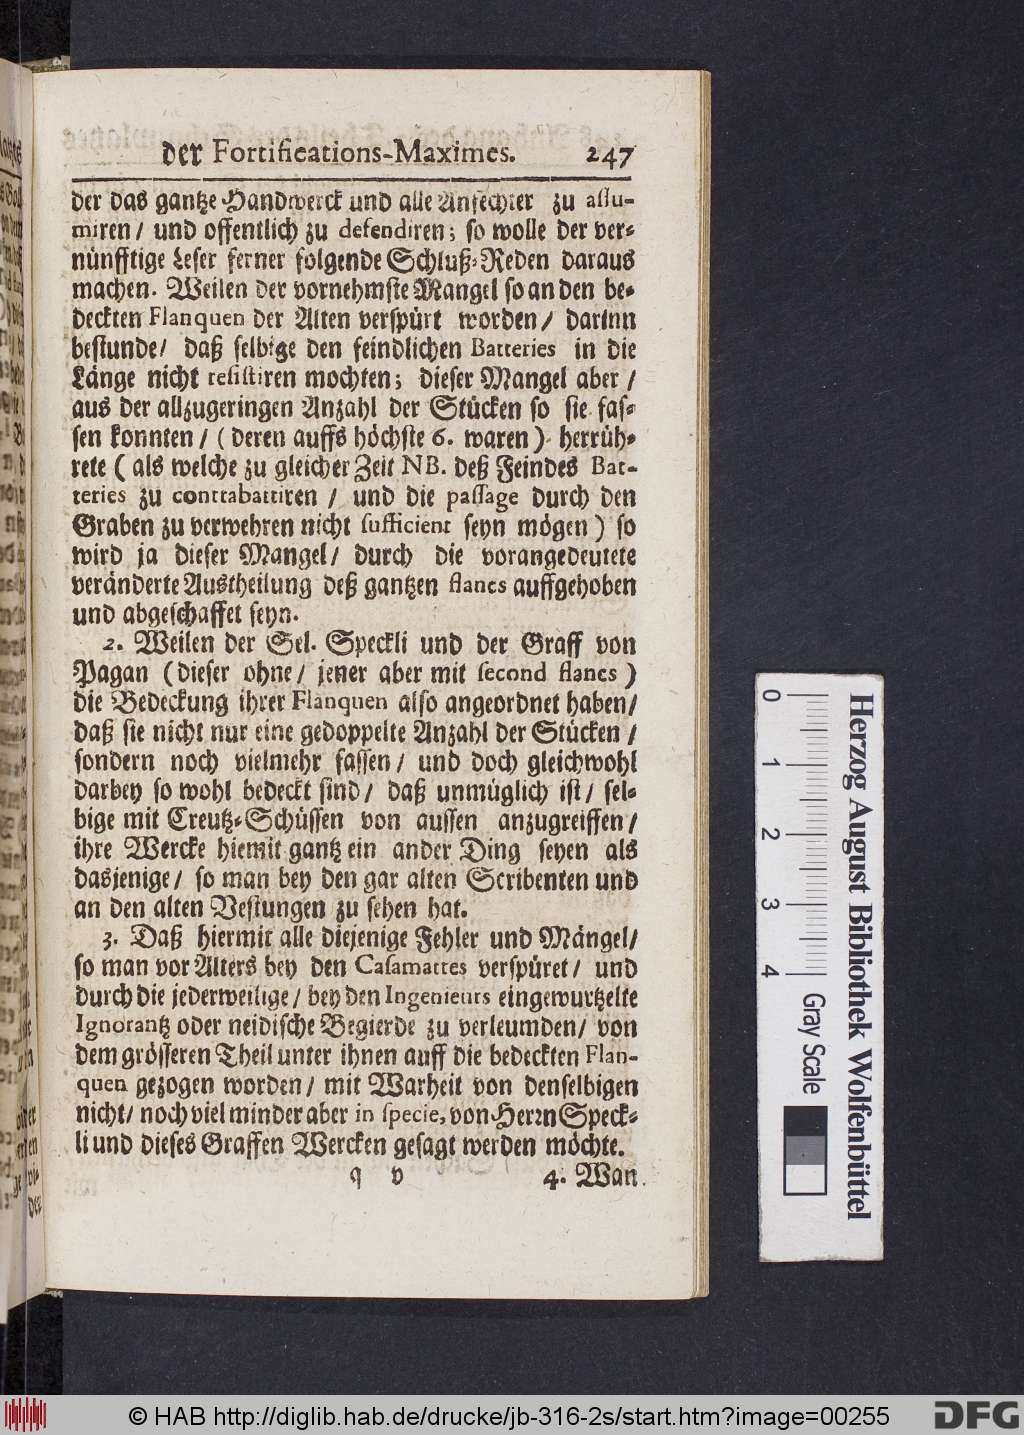 der Fortifications-Maximes. 247
der das gantze Handwerck und alle Anfechter zu assu-
miren/ und offentlich zu defendiren; so wolle der ver-
nünfftige Leser ferner folgende Schluß-Reden daraus
machen. Weilen der vornehmste Mangel so an den be-
deckten Flanquen der Alten verspürt worden/ darinn
bestunde/ daß selbige den feindlichen Batteries in die
Länge nicht resistiren mochten; dieser Mangel aber/
aus der allzugeringen Anzahl der Stücken so sie fas-
sen konnten/ (deren auffs höchste 6. waren) herrüh-
rete (als welche zu gleicher Zeit NB. deß Feindes Bat-
teries zu contrabattiren / und die passage durch den
Graben zu verwehren nicht sufficient seyn mögen) so
wird ja dieser Mangel/ durch die vorangedeutete
veränderte Austheilung deß gantzen flancs auffgehoben
und abgeschaffet seyn.
2. Weilen der Sel. Speckli und der Graff von
Pagan (dieser ohne/ jener aber mit second flancs)
die Bedeckung ihrer Flanquen also angeordnet haben/
daß sie nicht nur eine gedoppelte Anzahl der Stücken/
sondern noch vielmehr fassen/ und doch gleichwohl
darbey so wohl bedeckt sind/ daß unmüglich ist/ sel-
bige mit Creutz-Schüssen von aussen anzugreiffen/
ihre Wercke hiemit gantz ein ander Ding seyen als
dasjenige/ so man bey den gar alten Scribenten und
an den alten Vestungen zu sehen hat.
3. Daß hiermit alle diejenige Fehler und Mängel/
so man vor Alters bey den Casamattes verspüret/ und
durch die jederweilige/ bey den Ingenieurs eingewurtzelte
Ignorantz oder neidische Begierde zu verleumden/ von
dem grösseren Theil unter ihnen auff die bedeckten Flan-
quen gezogen worden/ mit Warheit von denselbigen
nicht/ noch viel minder aber in specie, von Herrn Speck-
li und dieses Graffen Wercken gesagt werden möchte.
q v 4. Wan
Herzog August Bibliothek Wolfenbüttel
0 1 2 3 4 Gray Scale
© HAB http://diglib.hab.de/drucke/jb-316-2s/start.htm?image=00255 DFG